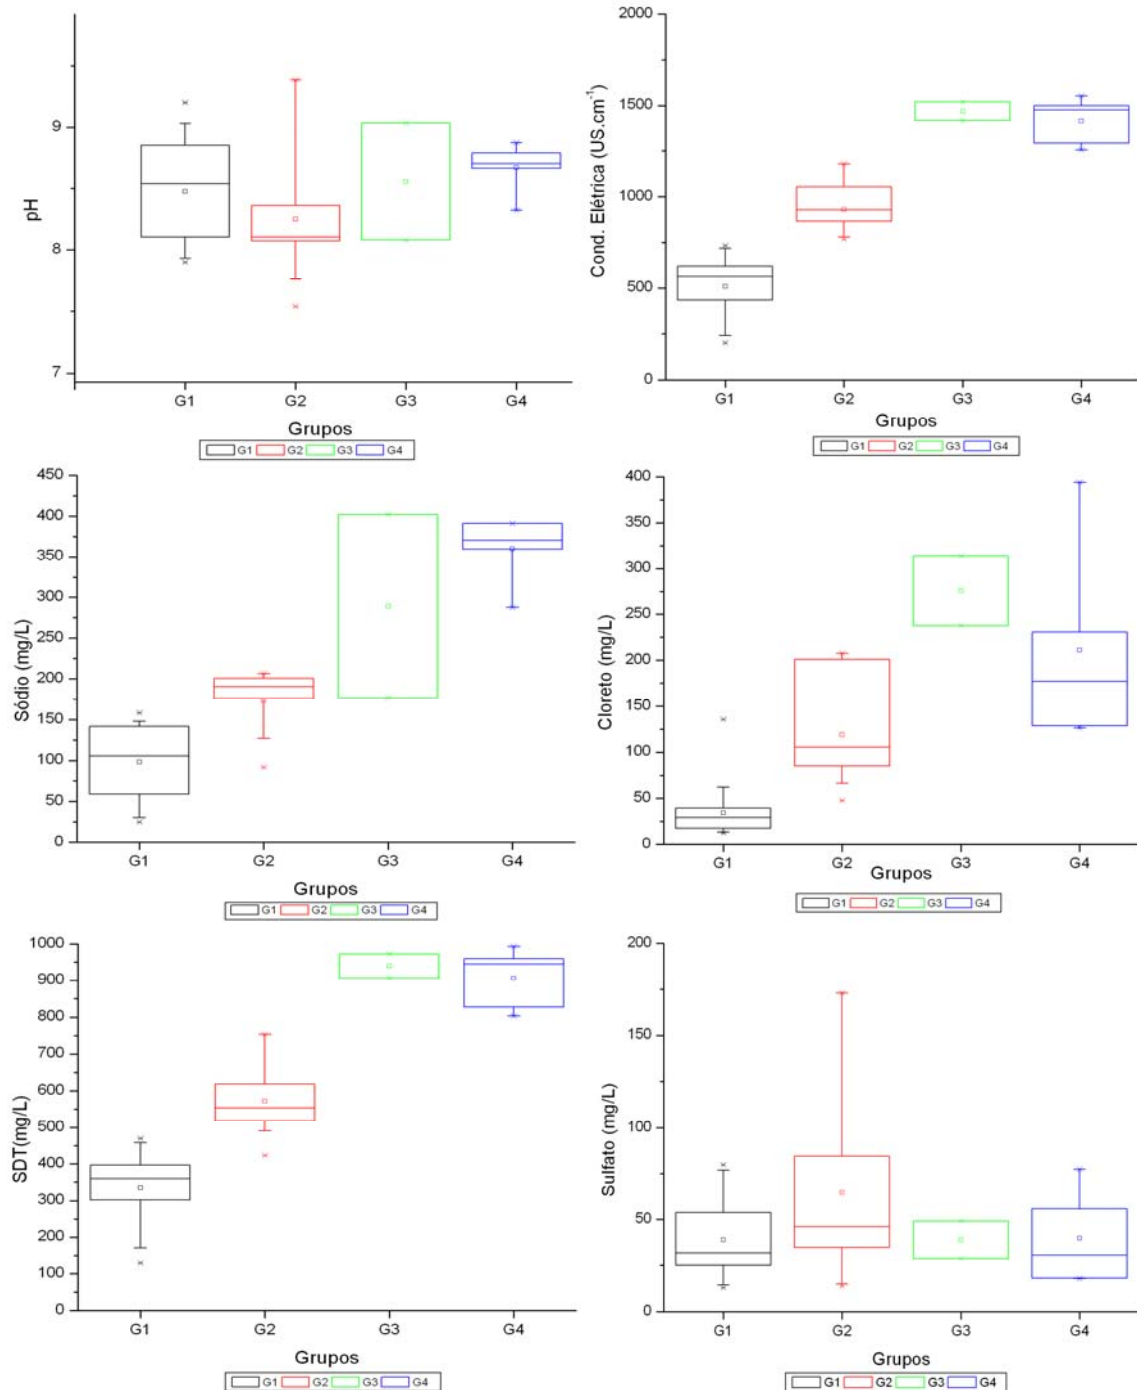 9
8
7
pH
G1 G2 G3 G4
Grupos
G1 G2 G3 G4
2000
1500
1000
500
0
Cond. Elétrica (US.cm⁻¹)
G1 G2 G3 G4
Grupos
G1 G2 G3 G4
450
400
350
300
250
200
150
100
50
0
Sódio (mg/L)
G1 G2 G3 G4
Grupos
G1 G2 G3 G4
400
350
300
250
200
150
100
50
0
Cloreto (mg/L)
G1 G2 G3 G4
Grupos
G1 G2 G3 G4
1000
900
800
700
600
500
400
300
200
100
0
SDT(mg/L)
G1 G2 G3 G4
Grupos
G1 G2 G3 G4
200
150
100
50
0
Sulfato (mg/L)
G1 G2 G3 G4
Grupos
G1 G2 G3 G4